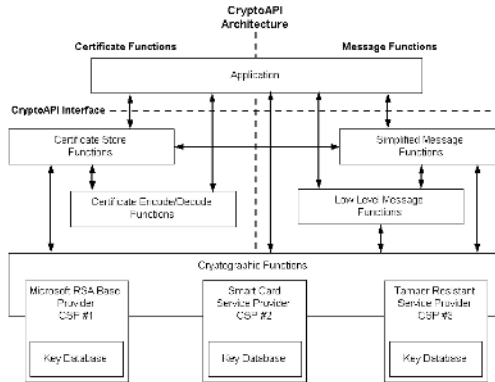 CryptoAPI
Architecture
Certificate Functions
Message Functions
Application
CryptoAPI Interface
Certificate Store
Functions
Simplified Message
Functions
Certificate Encode/Decode
Functions
Low Level Message
Functions
Cryptographic Functions
Microsoft RSA Base
Provider
CSP #1
Smart Card
Service Provider
CSP #2
Tamper Resistant
Service Provider
CSP #3
Key Database
Key Database
Key Database